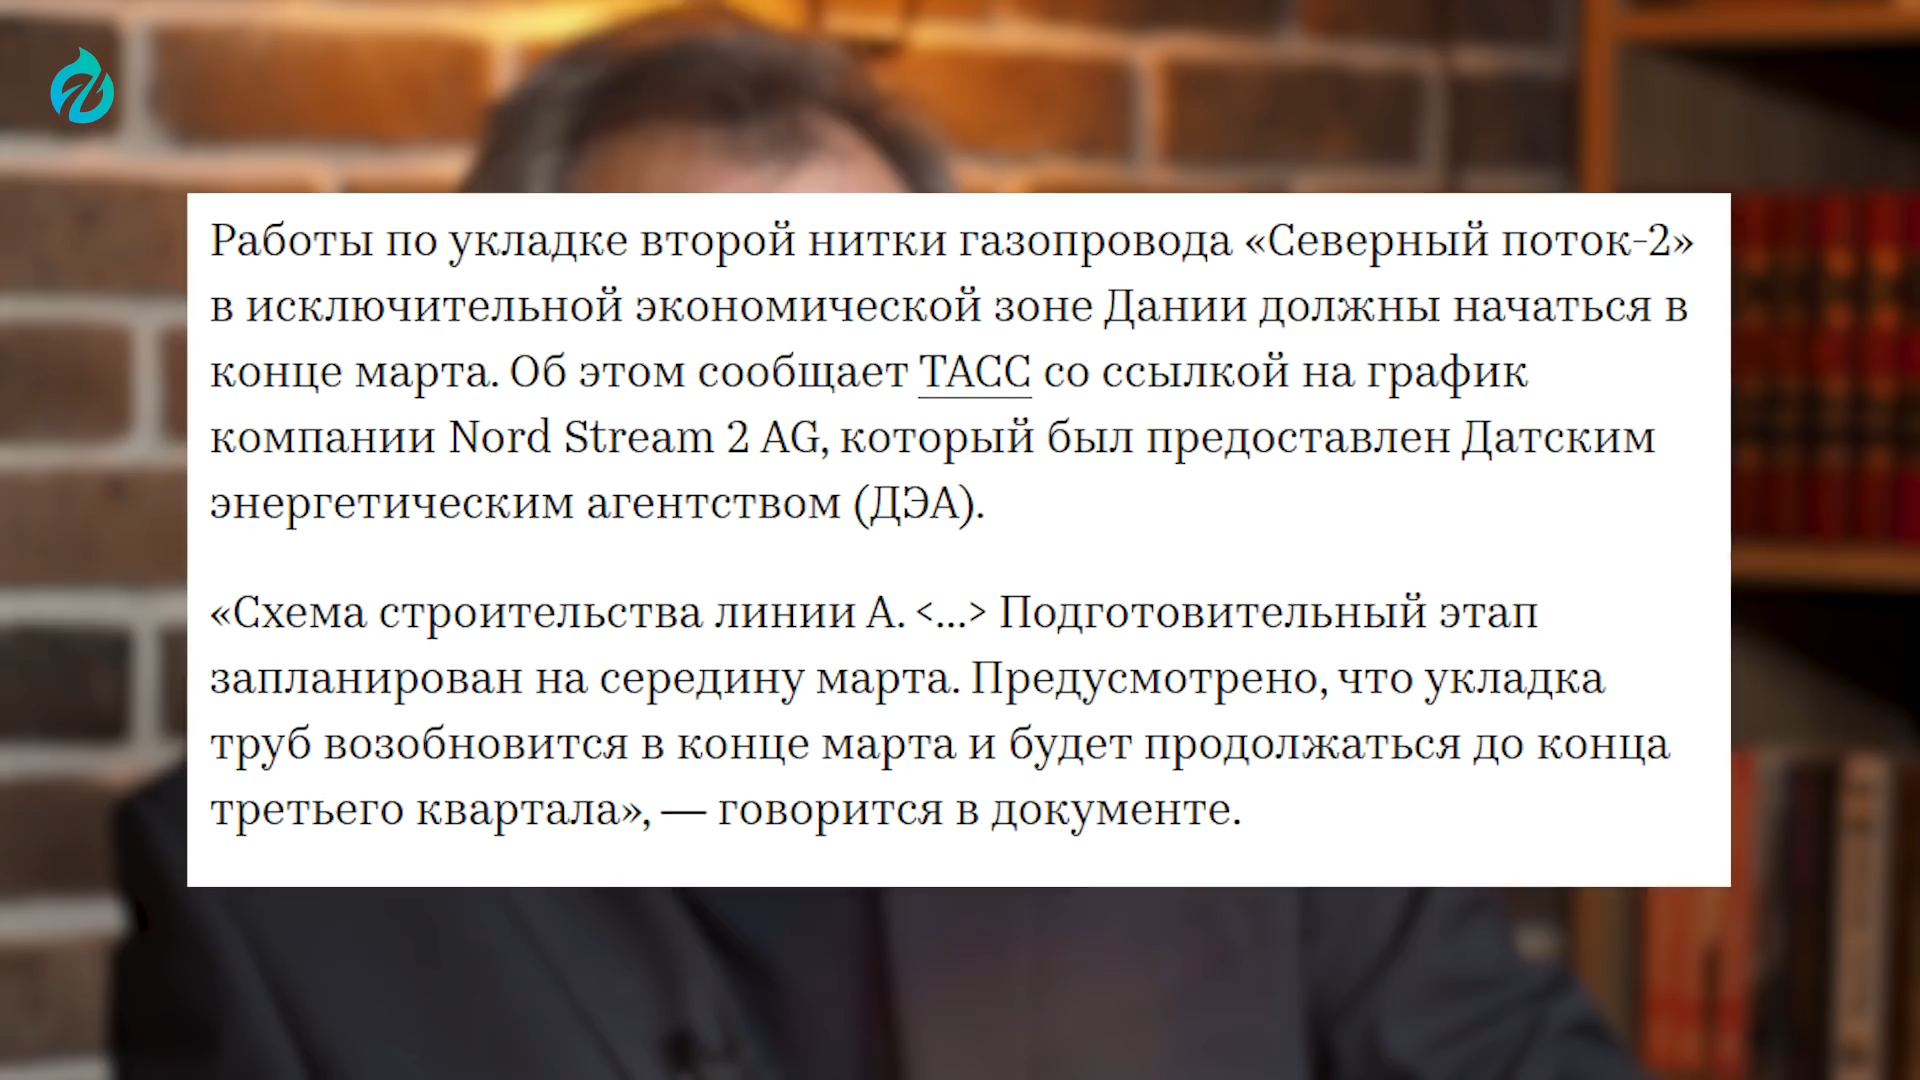 Работы по укладке второй нитки газопровода «Северный поток-2»
в исключительной экономической зоне Дании должны начаться в
конце марта. Об этом сообщает ТАСС со ссылкой на график
компании Nord Stream 2 AG, который был предоставлен Датским
энергетическим агентством (ДЭА).
«Схема строительства линии А. <...> Подготовительный этап
запланирован на середину марта. Предусмотрено, что укладка
труб возобновится в конце марта и будет продолжаться до конца
третьего квартала», — говорится в документе.